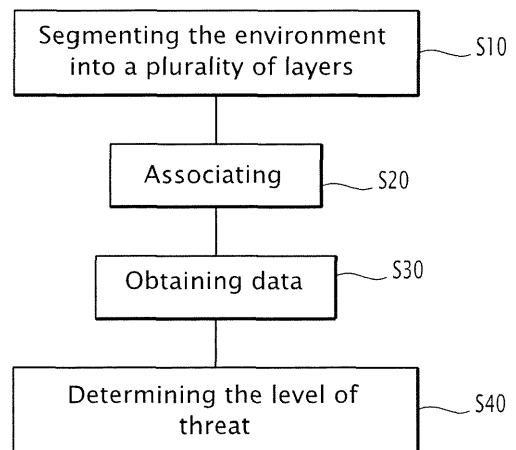 Segmenting the environment
into a plurality of layers
S10
Associating
S20
Obtaining data
S30
Determining the level of
threat
S40